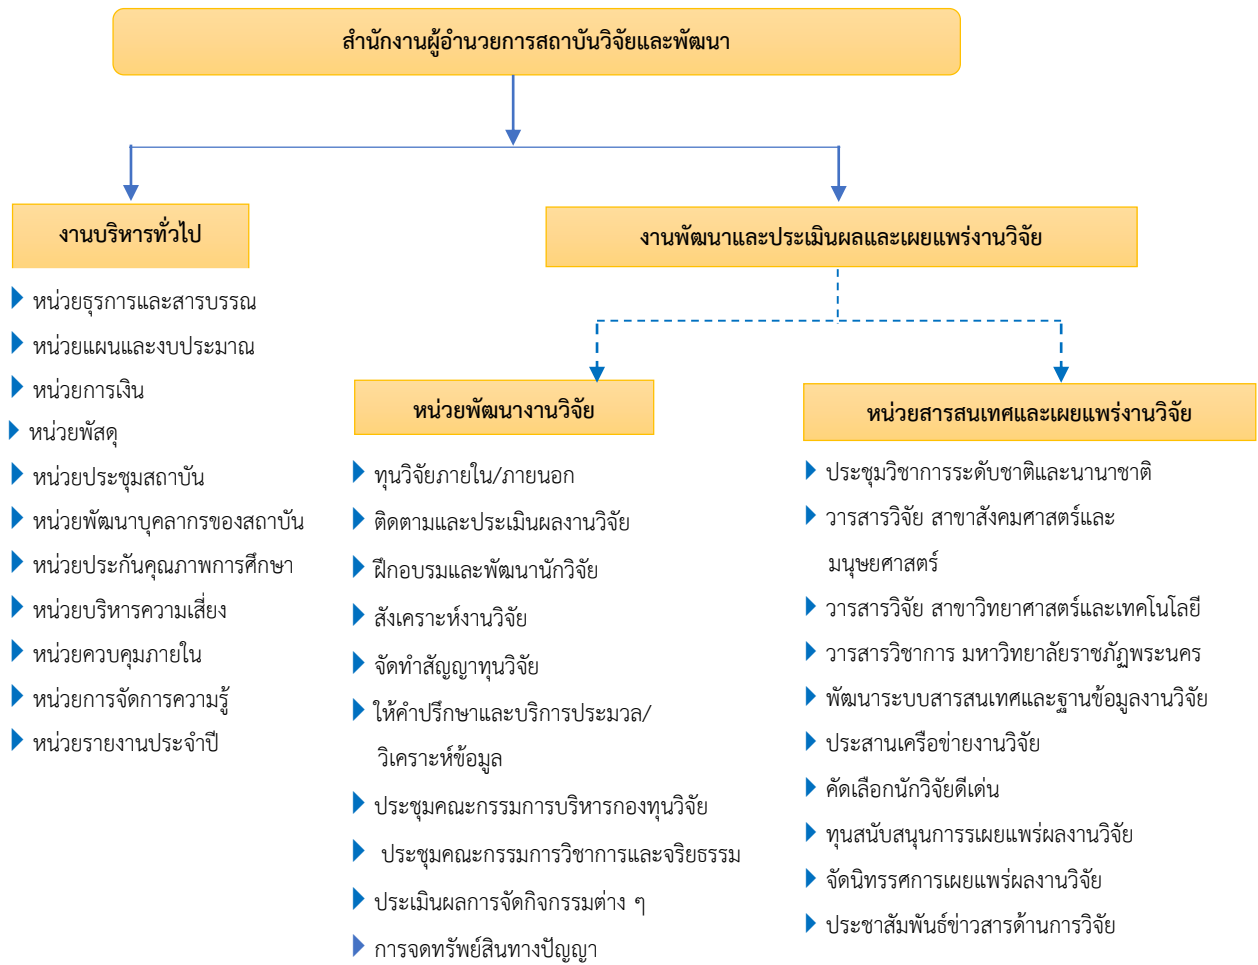 สำนักงานผู้อำนวยการสถาบันวิจัยและพัฒนา
งานบริหารทั่วไป
หน่วยธุรการและสารบรรณ
หน่วยแผนและงบประมาณ
หน่วยการเงิน
หน่วยพัสดุ
หน่วยประชุมสถาบัน
หน่วยพัฒนาบุคลากรของสถาบัน
หน่วยประกันคุณภาพการศึกษา
หน่วยบริหารความเสี่ยง
หน่วยควบคุมภายใน
หน่วยการจัดการความรู้
หน่วยรายงานประจำปี
งานพัฒนาและประเมินผลและเผยแพร่งานวิจัย
หน่วยพัฒนางานวิจัย
ทุนวิจัยภายใน/ภายนอก
ติดตามและประเมินผลงานวิจัย
ฝึกอบรมและพัฒนานักวิจัย
สังเคราะห์งานวิจัย
จัดทำสัญญาทุนวิจัย
ให้คำปรึกษาและบริการประมวล/
วิเคราะห์ข้อมูล
ประชุมคณะกรรมการบริหารกองทุนวิจัย
ประชุมคณะกรรมการวิชาการและจริยธรรม
ประเมินผลการจัดกิจกรรมต่าง ๆ
การจดทรัพย์สินทางปัญญา
หน่วยสารสนเทศและเผยแพร่งานวิจัย
ประชุมวิชาการระดับชาติและนานาชาติ
วารสารวิจัย สาขาสังคมศาสตร์และ
มนุษยศาสตร์
วารสารวิจัย สาขาวิทยาศาสตร์และเทคโนโลยี
วารสารวิชาการ มหาวิทยาลัยราชภัฏพระนคร
พัฒนาระบบสารสนเทศและฐานข้อมูลงานวิจัย
ประสานเครือข่ายงานวิจัย
คัดเลือกนักวิจัยดีเด่น
ทุนสนับสนุนการรเผยแพร่ผลงานวิจัย
จัดนิทรรศการเผยแพร่ผลงานวิจัย
ประชาสัมพันธ์ข่าวสารด้านการวิจัย